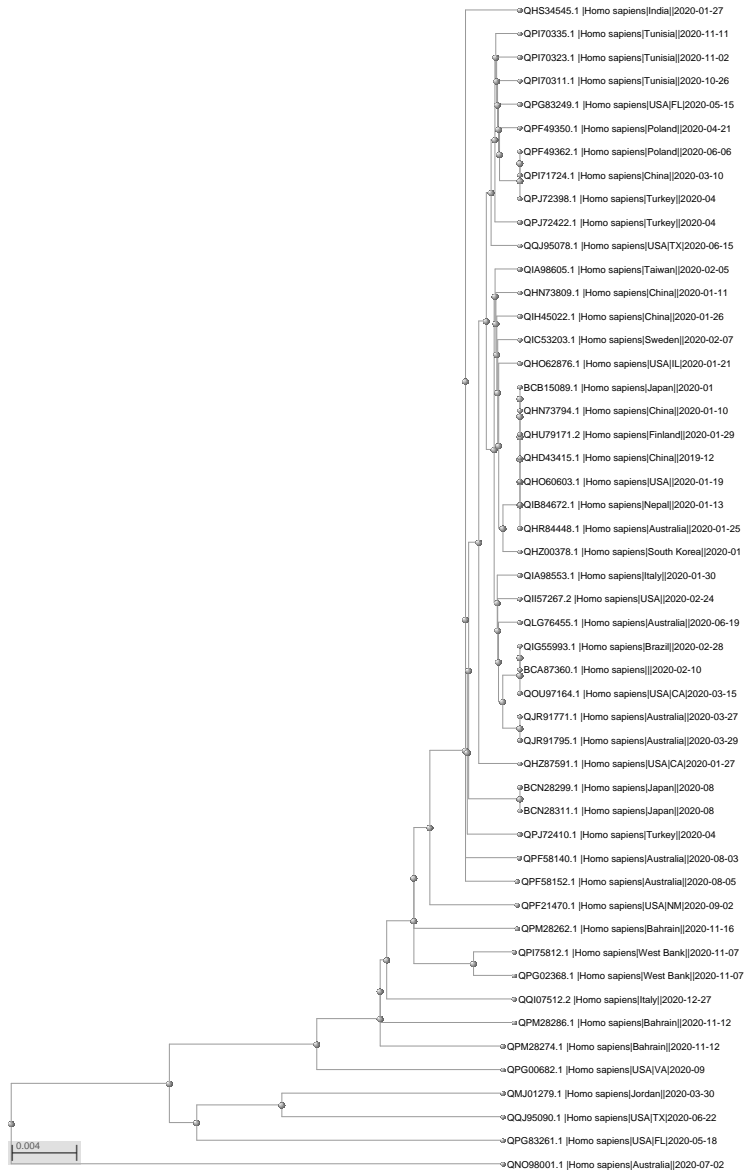 QHS34545.1 |Homo sapiens|India||2020-01-27
QPI70335.1 |Homo sapiens|Tunisia||2020-11-11
QPI70323.1 |Homo sapiens|Tunisia||2020-11-02
QPI70311.1 |Homo sapiens|Tunisia||2020-10-26
QPG83249.1 |Homo sapiens|USA|FL|2020-05-15
QPF49350.1 |Homo sapiens|Poland||2020-04-21
QPF49362.1 |Homo sapiens|Poland||2020-06-06
QPI71724.1 |Homo sapiens|China||2020-03-10
QPJ72398.1 |Homo sapiens|Turkey||2020-04
QPJ72422.1 |Homo sapiens|Turkey||2020-04
QQJ95078.1 |Homo sapiens|USA|TX|2020-06-15
QIA98605.1 |Homo sapiens|Taiwan||2020-02-05
QHN73809.1 |Homo sapiens|China||2020-01-11
QIH45022.1 |Homo sapiens|China||2020-01-26
QIC53203.1 |Homo sapiens|Sweden||2020-02-07
QHO62876.1 |Homo sapiens|USA|IL|2020-01-21
BCB15089.1 |Homo sapiens|Japan||2020-01
QHN73794.1 |Homo sapiens|China||2020-01-10
QHU79171.2 |Homo sapiens|Finland||2020-01-29
QHD43415.1 |Homo sapiens|China||2019-12
QHO60603.1 |Homo sapiens|USA||2020-01-19
QIB84672.1 |Homo sapiens|Nepal||2020-01-13
QHR84448.1 |Homo sapiens|Australia||2020-01-25
QHZ00378.1 |Homo sapiens|South Korea||2020-01
QIA98553.1 |Homo sapiens|Italy||2020-01-30
QII57267.2 |Homo sapiens|USA||2020-02-24
QLG76455.1 |Homo sapiens|Australia||2020-06-19
QIG55993.1 |Homo sapiens|Brazil||2020-02-28
BCA87360.1 |Homo sapiens|||2020-02-10
QOU97164.1 |Homo sapiens|USA|CA|2020-03-15
QJR91771.1 |Homo sapiens|Australia||2020-03-27
QJR91795.1 |Homo sapiens|Australia||2020-03-29
QHZ87591.1 |Homo sapiens|USA|CA|2020-01-27
BCN28299.1 |Homo sapiens|Japan||2020-08
BCN28311.1 |Homo sapiens|Japan||2020-08
QPJ72410.1 |Homo sapiens|Turkey||2020-04
QPF58140.1 |Homo sapiens|Australia||2020-08-03
QPF58152.1 |Homo sapiens|Australia||2020-08-05
QPF21470.1 |Homo sapiens|USA|NM|2020-09-02
QPM28262.1 |Homo sapiens|Bahrain||2020-11-16
QPI75812.1 |Homo sapiens|West Bank||2020-11-07
QPG02368.1 |Homo sapiens|West Bank||2020-11-07
QQI07512.2 |Homo sapiens|Italy||2020-12-27
QPM28286.1 |Homo sapiens|Bahrain||2020-11-12
QPM28274.1 |Homo sapiens|Bahrain||2020-11-12
QPG00682.1 |Homo sapiens|USA|VA|2020-09
QMJ01279.1 |Homo sapiens|Jordan||2020-03-30
QQJ95090.1 |Homo sapiens|USA|TX|2020-06-22
QPG83261.1 |Homo sapiens|USA|FL|2020-05-18
0.004
QNO98001.1 |Homo sapiens|Australia||2020-07-02